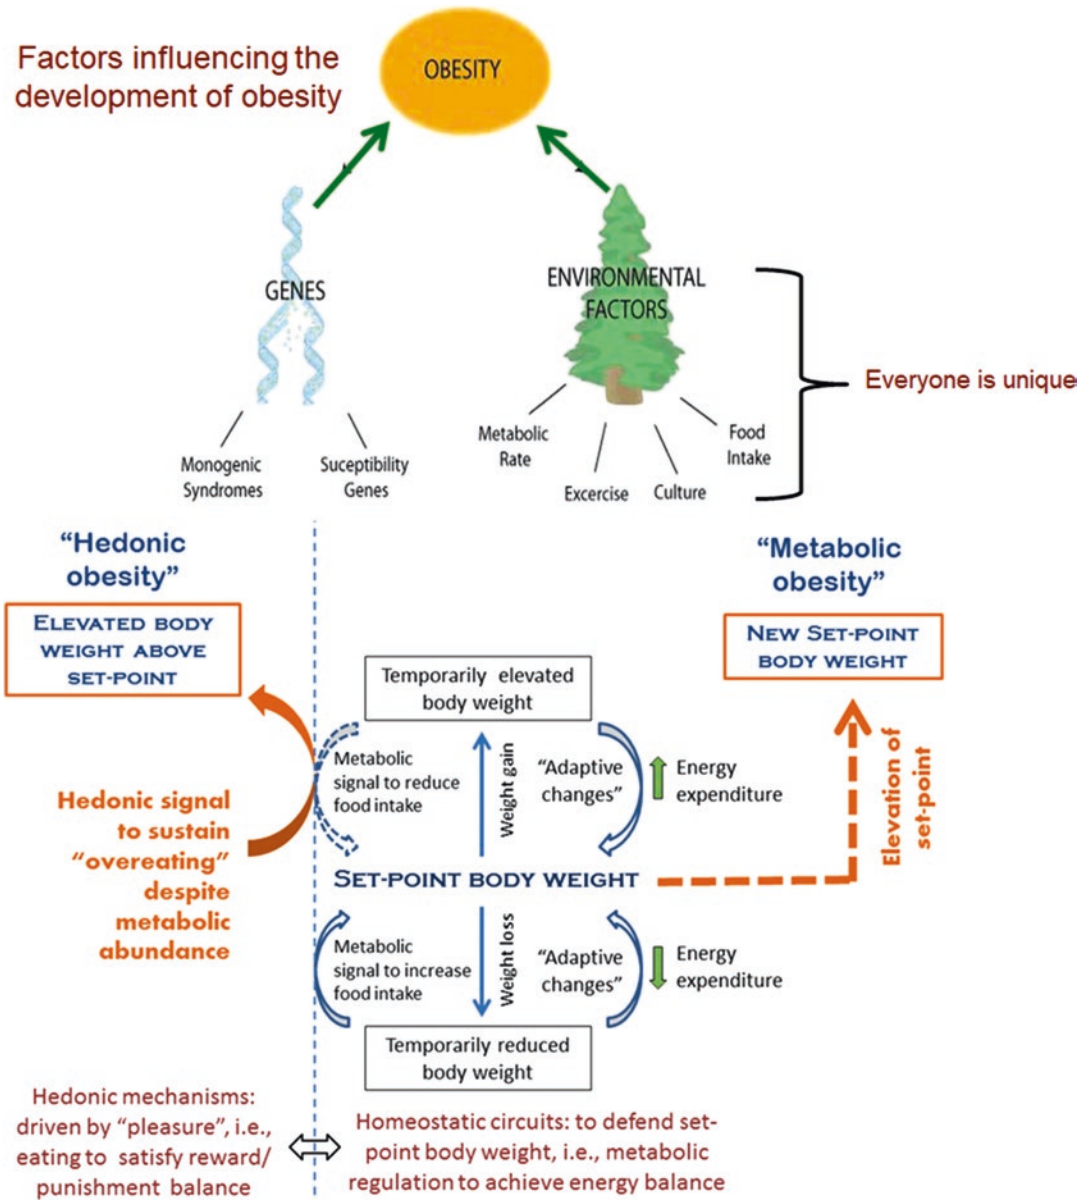 Factors influencing the
development of obesity
OBESITY
GENES
ENVIRONMENTAL
FACTORS
Everyone is unique
Monogenic
Syndromes
Suceptibility
Genes
Metabolic
Rate
Excercise
Culture
Food
Intake
“Hedonic
obesity”
ELEVATED BODY
WEIGHT ABOVE
SET-POINT
“Metabolic
obesity”
NEW SET-POINT
BODY WEIGHT
Temporarily elevated
body weight
Metabolic
signal to reduce
food intake
Weight gain
“Adaptive
changes”
Energy
expenditure
Elevation of
set-point
Hedonic signal
to sustain
“overeating”
despite
metabolic
abundance
SET-POINT BODY WEIGHT
Metabolic
signal to increase
food intake
Weight loss
“Adaptive
changes”
Energy
expenditure
Temporarily reduced
body weight
Hedonic mechanisms:
driven by “pleasure”, i.e.,
eating to satisfy reward/
punishment balance
Homeostatic circuits: to defend set-
point body weight, i.e., metabolic
regulation to achieve energy balance